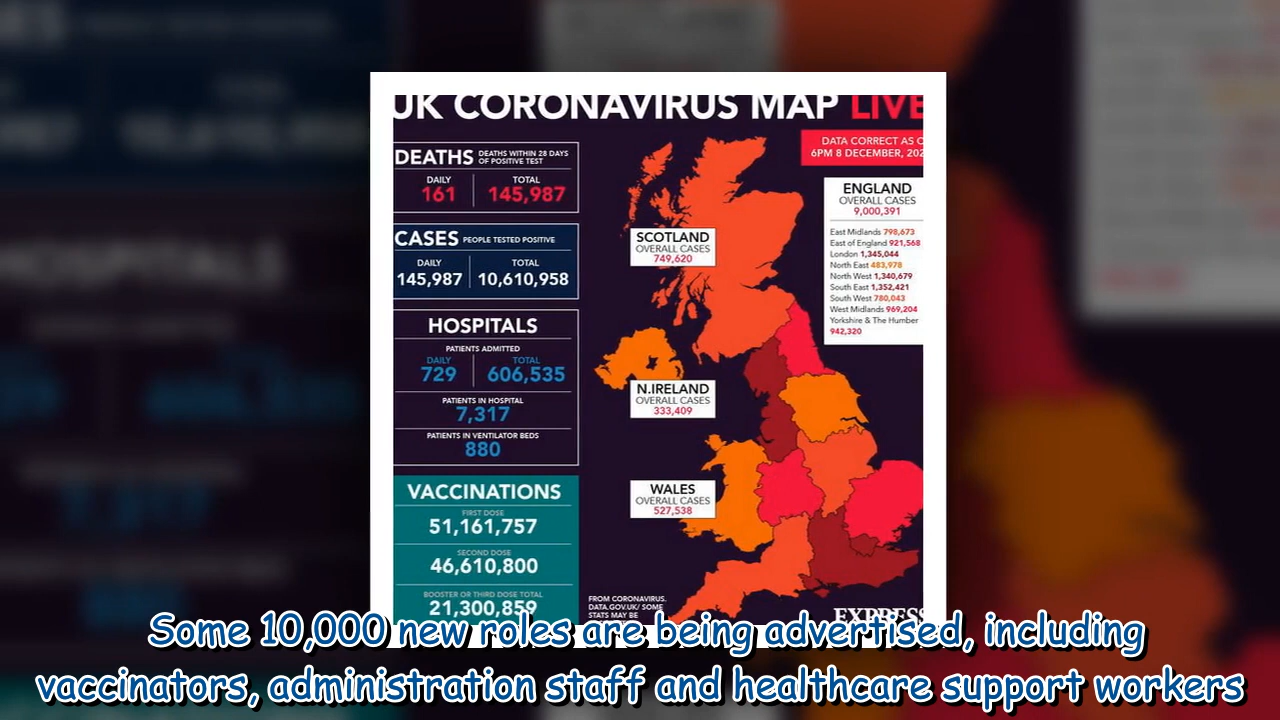 UK CORONAVIRUS MAP LIVE
DATA CORRECT AS O
6PM 8 DECEMBER, 202
DEATHS DEATHS WITHIN 28 DAYS
OF POSITIVE TEST
DAILY TOTAL
161 145,987
CASES PEOPLE TESTED POSITIVE
DAILY TOTAL
145,987 10,610,958
HOSPITALS
PATIENTS ADMITTED
DAILY TOTAL
729 606,535
PATIENTS IN HOSPITAL
7,317
PATIENTS IN VENTILATOR BEDS
880
VACCINATIONS
FIRST DOSE
51,161,757
SECOND DOSE
46,610,800
BOOSTER OR THIRD DOSE TOTAL
21,300,859
SCOTLAND
OVERALL CASES
749,620
N.IRELAND
OVERALL CASES
333,409
WALES
OVERALL CASES
527,538
ENGLAND
OVERALL CASES
9,000,391
East Midlands 798,673
East of England 921,568
London 1,345,044
North East 483,978
North West 1,340,679
South East 1,352,421
South West 780,043
West Midlands 969,204
Yorkshire & The Humber
942,320
FROM CORONAVIRUS.
DATA.GOV.UK/ SOME
STATS MAY BE
EXPRESS
Some 10,000 new roles are being advertised, including
vaccinators, administration staff and healthcare support workers